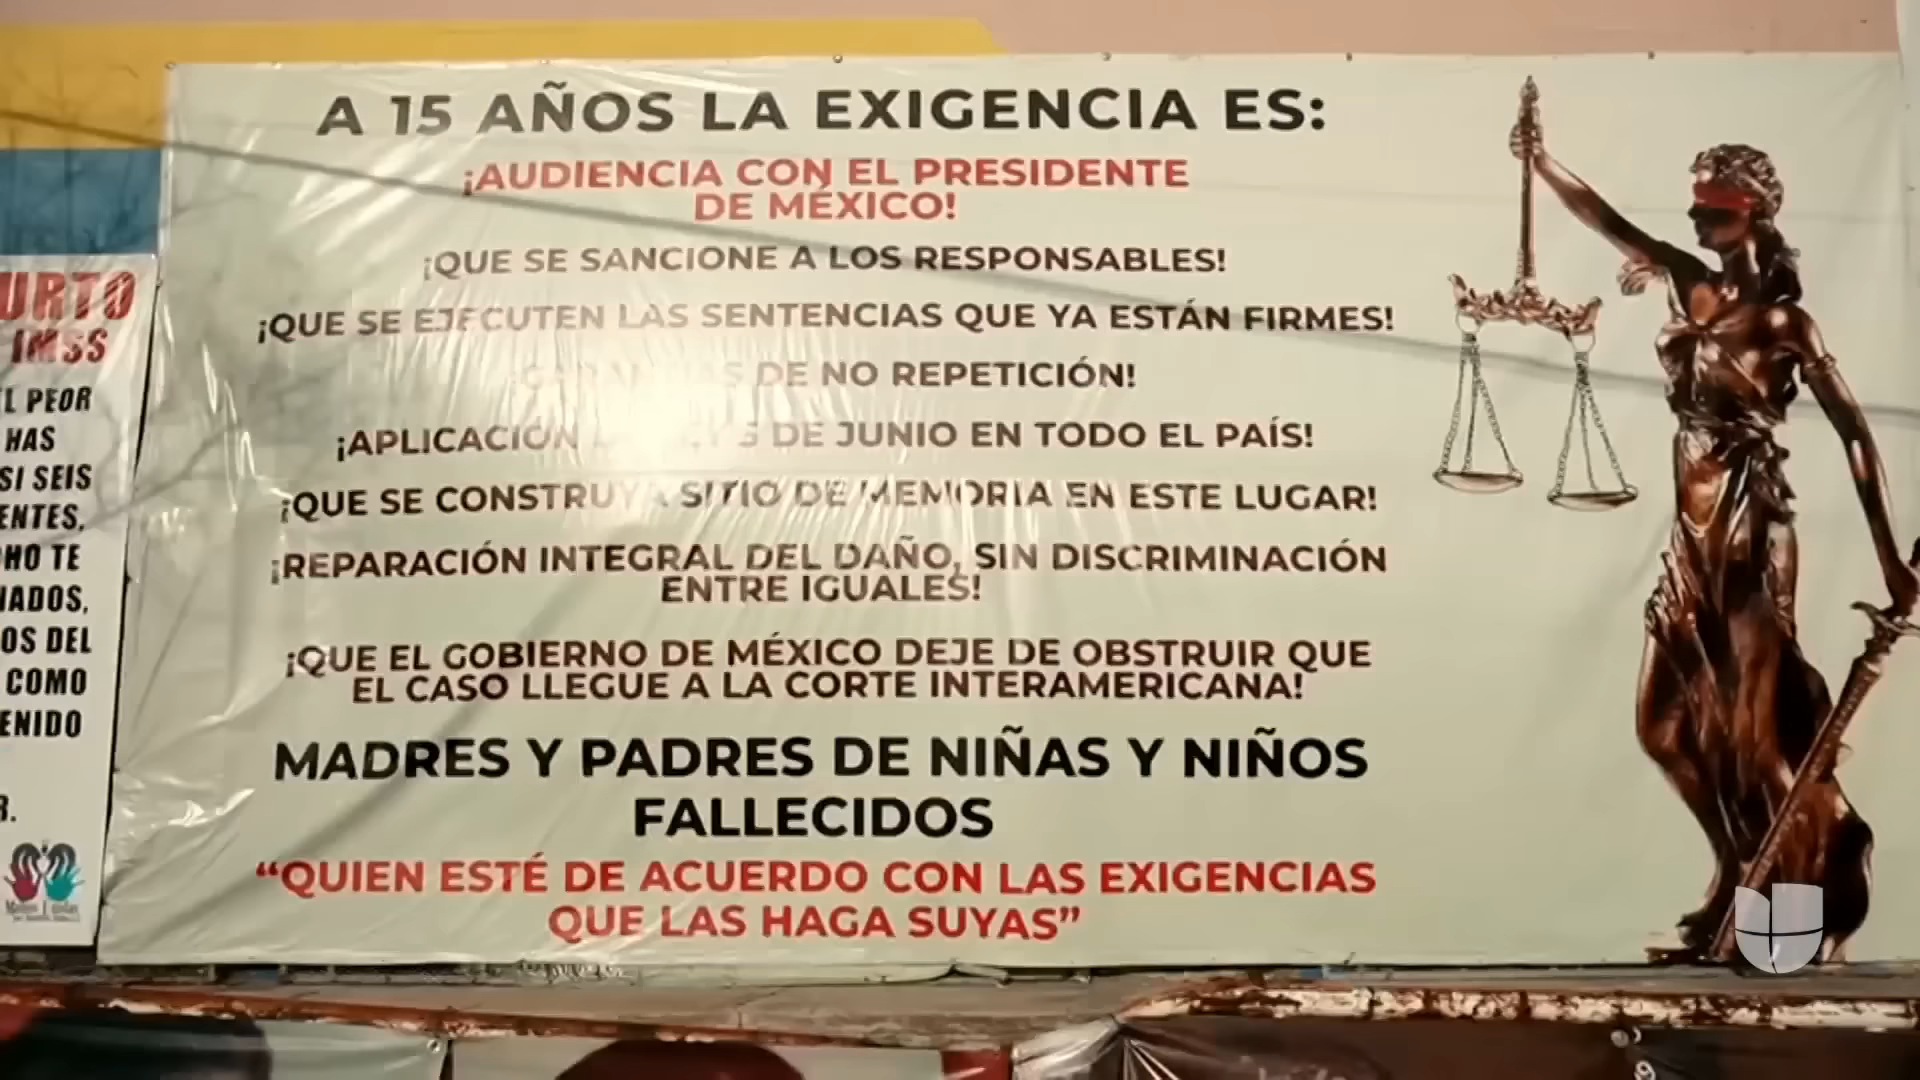 A 15 AÑOS LA EXIGENCIA ES:
¡AUDIENCIA CON EL PRESIDENTE
DE MÉXICO!
¡QUE SE SANCIONE A LOS RESPONSABLES!
¡QUE SE EJECUTEN LAS SENTENCIAS QUE YA ESTÁN FIRMES!
DE NO REPETICIÓN!
¡APLICACIÓN 5 DE JUNIO EN TODO EL PAÍS!
¡QUE SE CONSTRUYA SITIO DE MEMORIA EN ESTE LUGAR!
¡REPARACIÓN INTEGRAL DEL DAÑO, SIN DISCRIMINACIÓN
ENTRE IGUALES!
¡QUE EL GOBIERNO DE MÉXICO DEJE DE OBSTRUIR QUE
EL CASO LLEGUE A LA CORTE INTERAMERICANA!
MADRES Y PADRES DE NIÑAS Y NIÑOS
FALLECIDOS
“QUIEN ESTÉ DE ACUERDO CON LAS EXIGENCIAS
QUE LAS HAGA SUYAS”
URTO
IMSS
L PEOR
HAS
SI SEIS
ENTES,
HO TE
NADOS,
OS DEL
COMO
ENIDO
R.